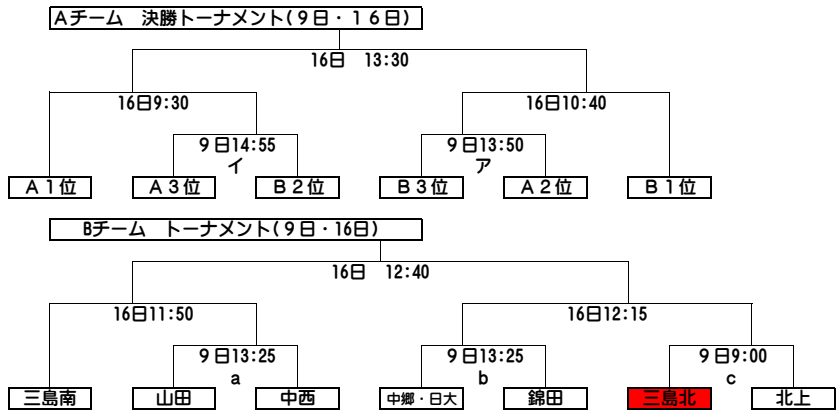 Aチーム　決勝トーナメント(９日・１６日)
16日　13:30
16日9:30　16日10:40
９日14:55　９日13:50
イ　ア
Ａ１位　Ａ３位　Ｂ２位　Ｂ３位　Ａ２位　Ｂ１位
Bチーム　トーナメント(９日・16日)
16日　12:40
16日11:50　16日12:15
９日13:25　９日13:25　９日9:00
a　b　c
三島南　山田　中西　中郷・日大　錦田　三島北　北上